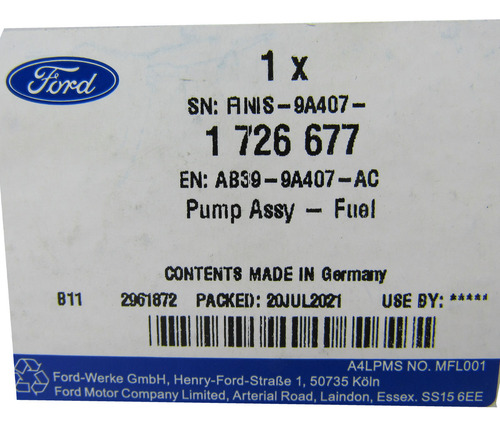 Ford
1 x
SN: FINIS-9A407-
1 726 677
EN: AB39-9A407-AC
Pump Assy - Fuel
CONTENTS MADE IN Germany
B11 2961872 PACKED: 20JUL2021 USE BY: *****
A4LPMS NO. MFL001
Ford-Werke GmbH, Henry-Ford-Straße 1, 50735 Köln
Ford Motor Company Limited, Arterial Road, Laindon, Essex. SS15 6EE